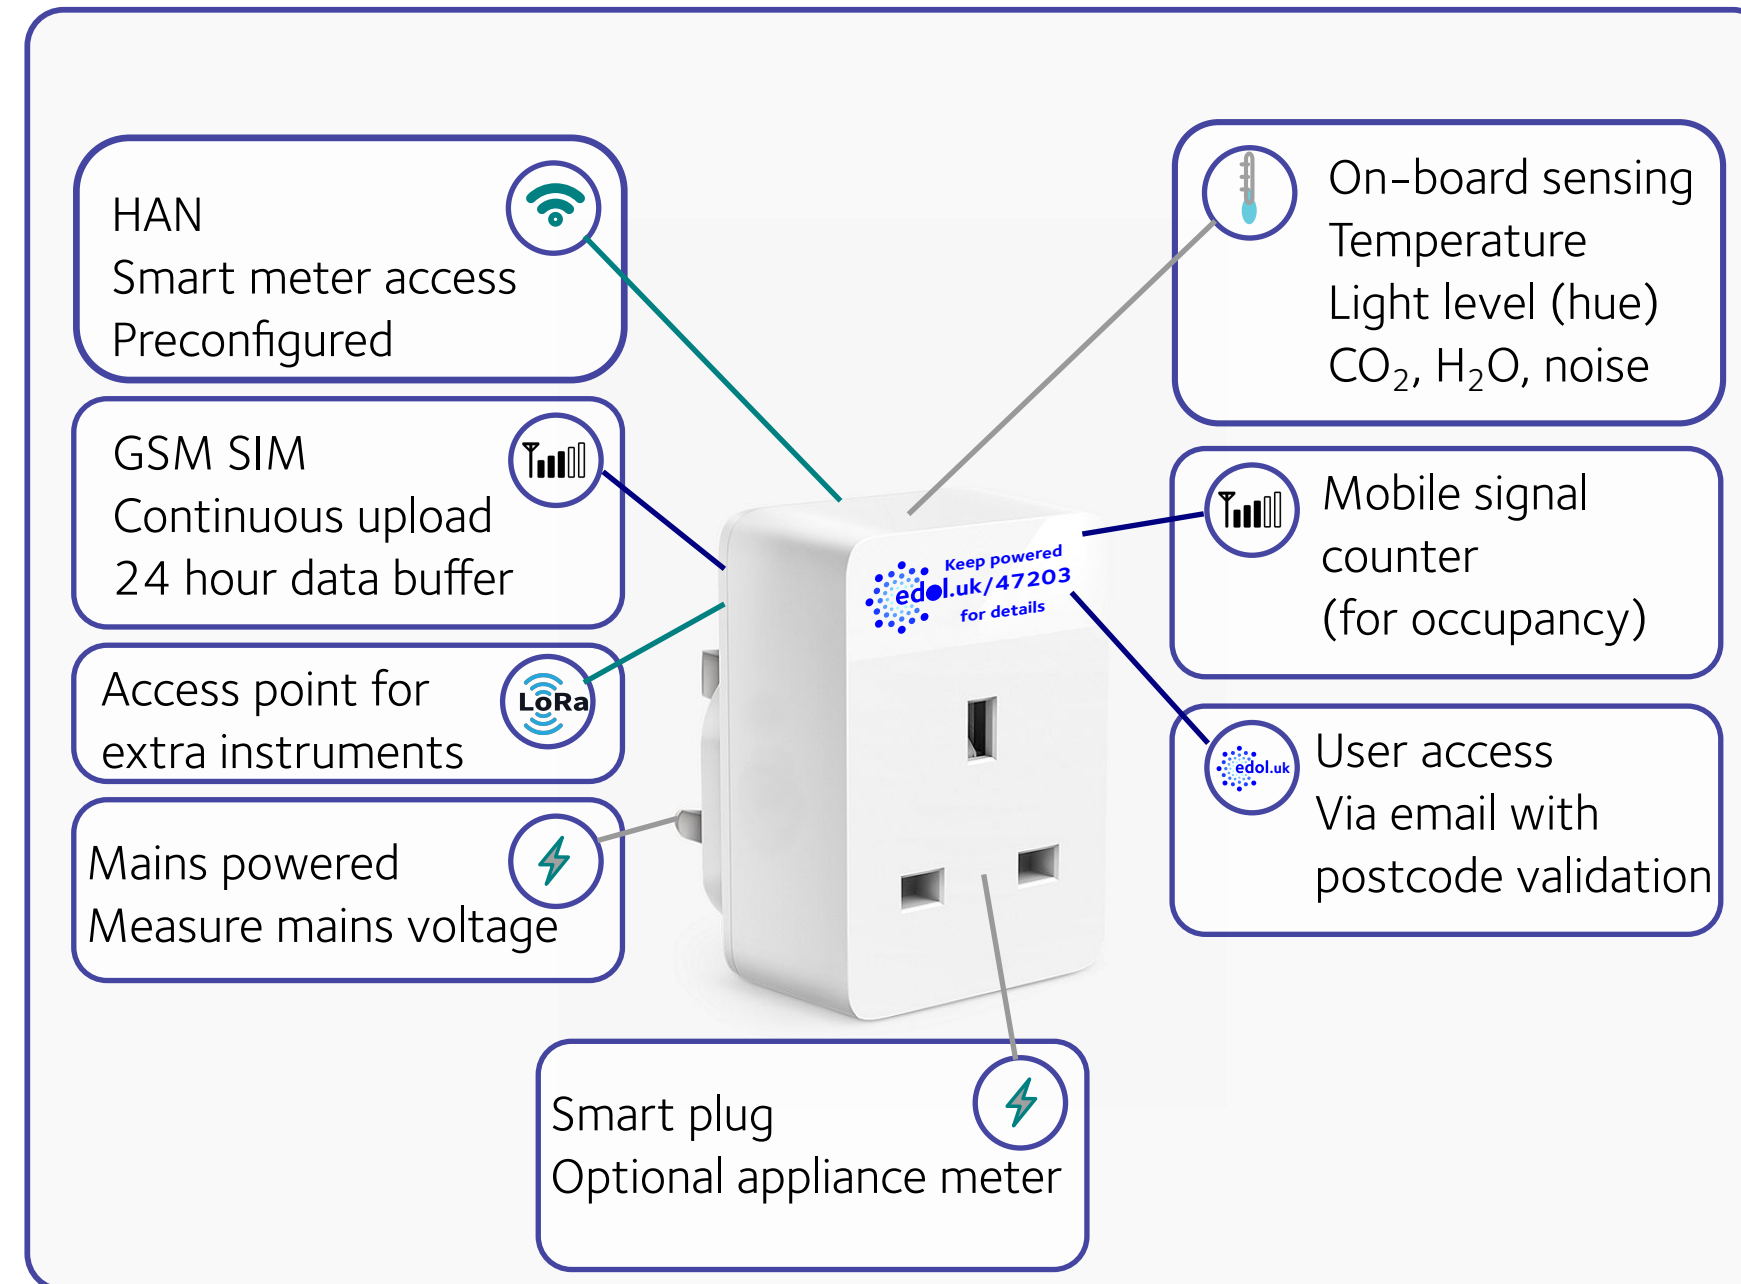 HAN
Smart meter access
Preconfigured
GSM SIM
Continuous upload
24 hour data buffer
Access point for
extra instruments
LoRa
Mains powered
Measure mains voltage
Keep powered
edol.uk/47203
for details
On-board sensing
Temperature
Light level (hue)
CO₂, H₂O, noise
Mobile signal
counter
(for occupancy)
edol.uk
User access
Via email with
postcode validation
Smart plug
Optional appliance meter